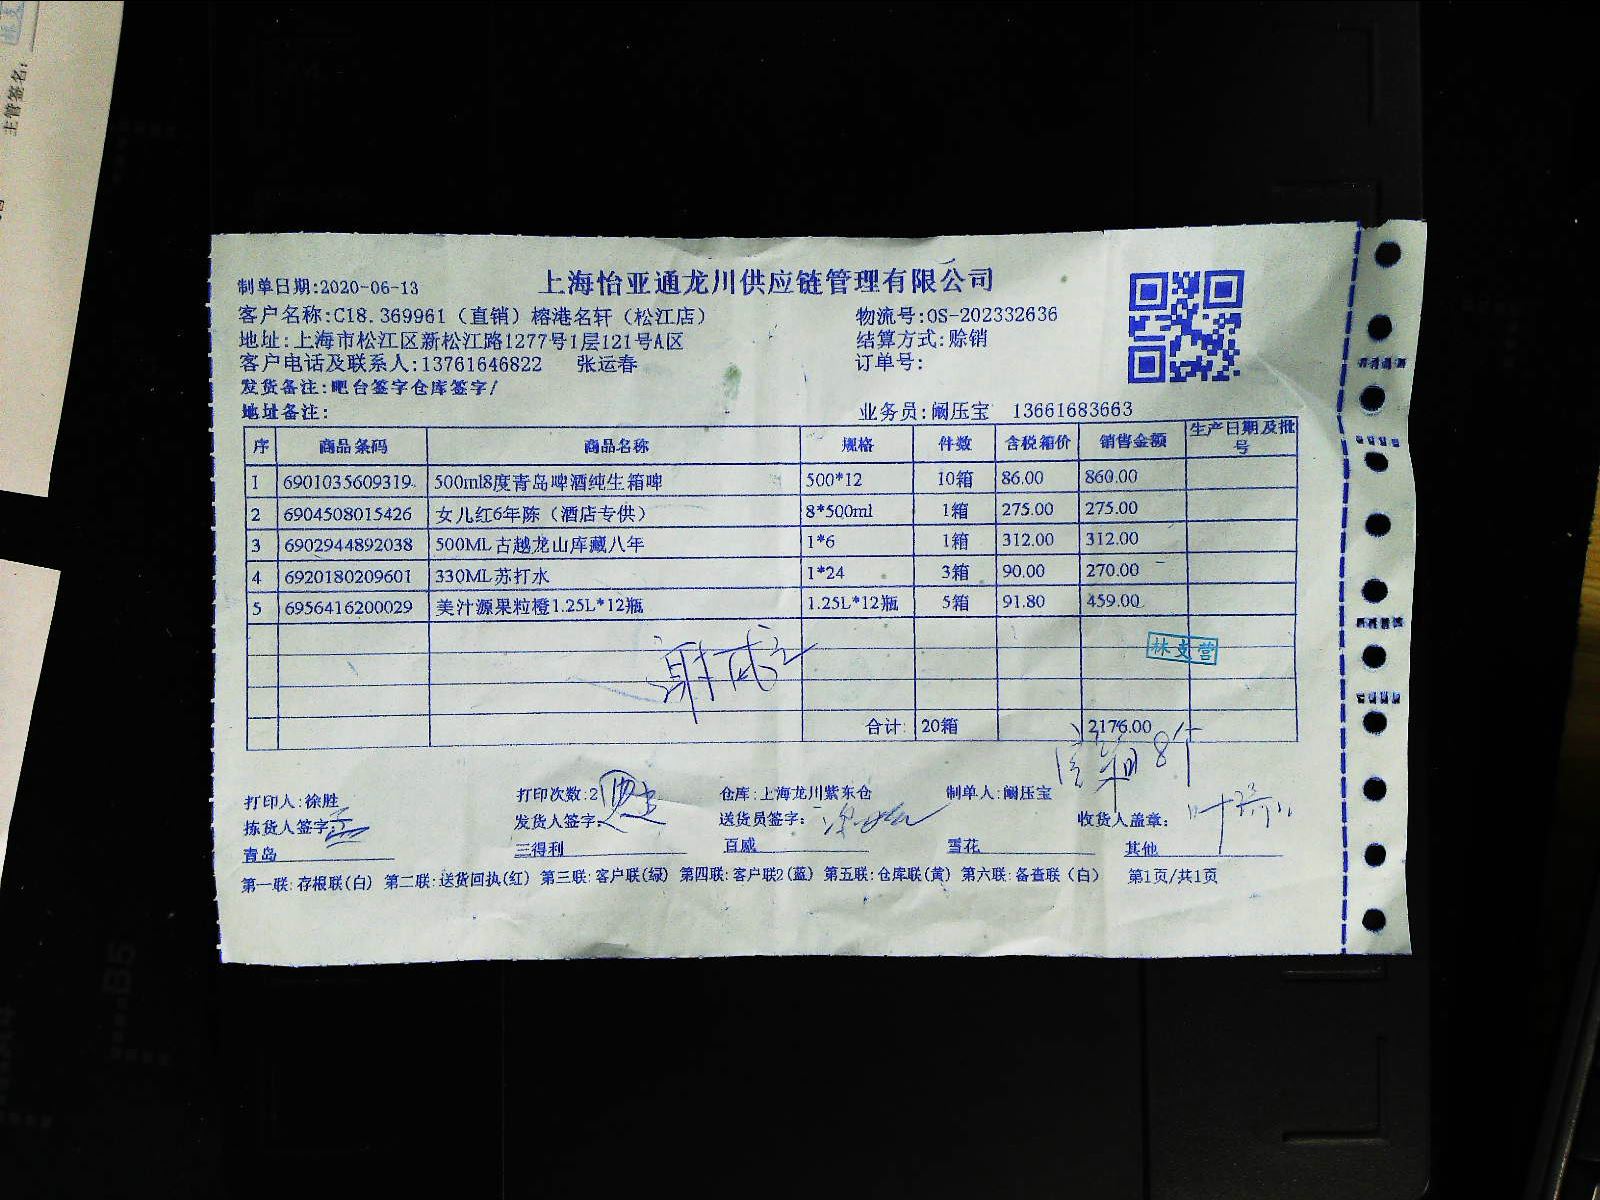 主管签名:
制单日期:2020-06-13
上海怡亚通龙川供应链管理有限公司
客户名称:C18.369961（直销）榕港名轩（松江店） 物流号:OS-202332636
地址:上海市松江区新松江路1277号1层121号A区 结算方式:赊销
客户电话及联系人:13761646822 张运春 订单号:
发货备注:吧台签字仓库签字/
地址备注: 业务员:阚压宝 13661683663
序 商品条码 商品名称 规格 件数 含税箱价 销售金额 生产日期及批号
1 6901035609319 500ml8度青岛啤酒纯生箱啤 500*12 10箱 86.00 860.00
2 6904508015426 女儿红6年陈（酒店专供） 8*500ml 1箱 275.00 275.00
3 6902944892038 500ML古越龙山库藏八年 1*6 1箱 312.00 312.00
4 6920180209601 330ML苏打水 1*24 3箱 90.00 270.00
5 6956416200029 美汁源果粒橙1.25L*12瓶 1.25L*12瓶 5箱 91.80 459.00
林支营
合计: 20箱 2176.00
打印人:徐胜 打印次数:2 仓库:上海龙川紫东仓 制单人:阚压宝
拣货人签字: 发货人签字: 送货员签字: 收货人盖章:
青岛 三得利 百威 雪花 其他
第一联:存根联(白) 第二联:送货回执(红) 第三联:客户联(绿) 第四联:客户联2(蓝) 第五联:仓库联(黄) 第六联:备查联（白） 第1页/共1页
B5